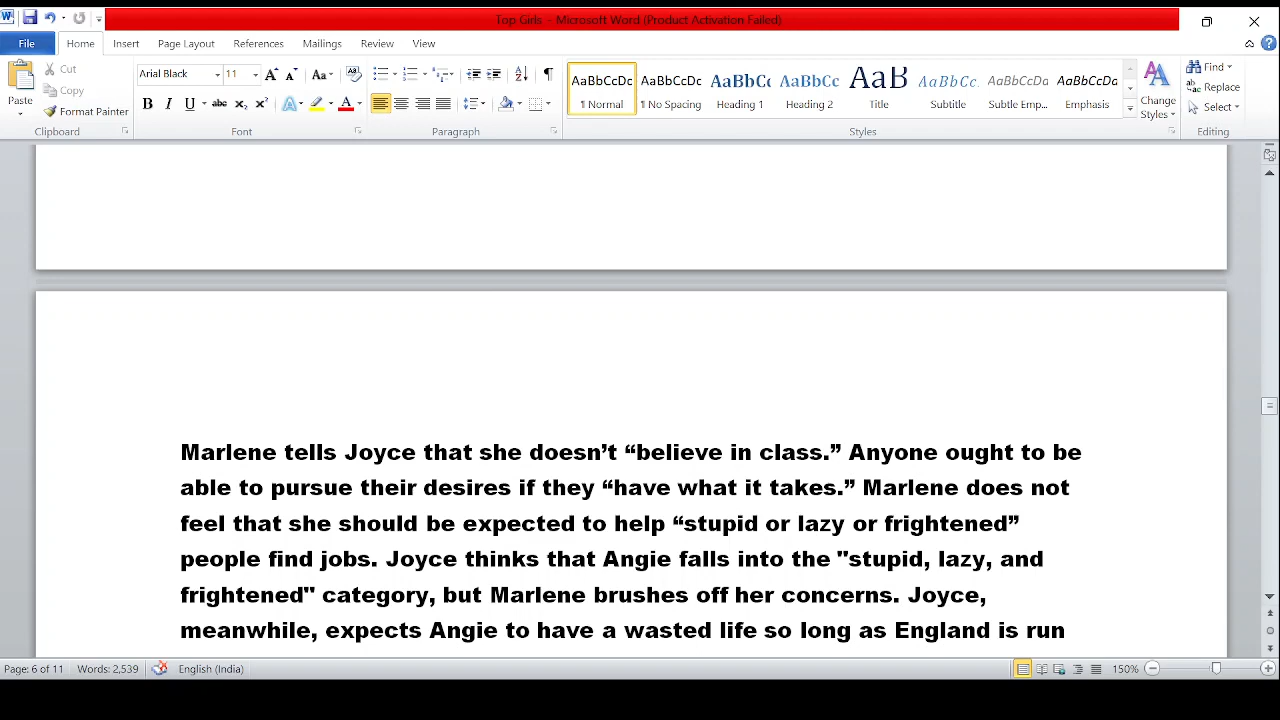 Top Girls - Microsoft Word (Product Activation Failed)
File Home Insert Page Layout References Mailings Review View
Paste
Cut
Copy
Format Painter
Clipboard
Arial Black 11
Font
Paragraph
AaBbCcDc AaBbCcDc AaBbCc AaBbCc AaB AaBbCc. AaBbCcDa AaBbCcDa
¶ Normal ¶ No Spacing Heading 1 Heading 2 Title Subtitle Subtle Em... Emphasis
Change
Styles
Styles
Find
Replace
Select
Editing
Marlene tells Joyce that she doesn’t “believe in class.” Anyone ought to be
able to pursue their desires if they “have what it takes.” Marlene does not
feel that she should be expected to help “stupid or lazy or frightened”
people find jobs. Joyce thinks that Angie falls into the "stupid, lazy, and
frightened" category, but Marlene brushes off her concerns. Joyce,
meanwhile, expects Angie to have a wasted life so long as England is run
Page: 6 of 11 Words: 2,539 English (India) 150%